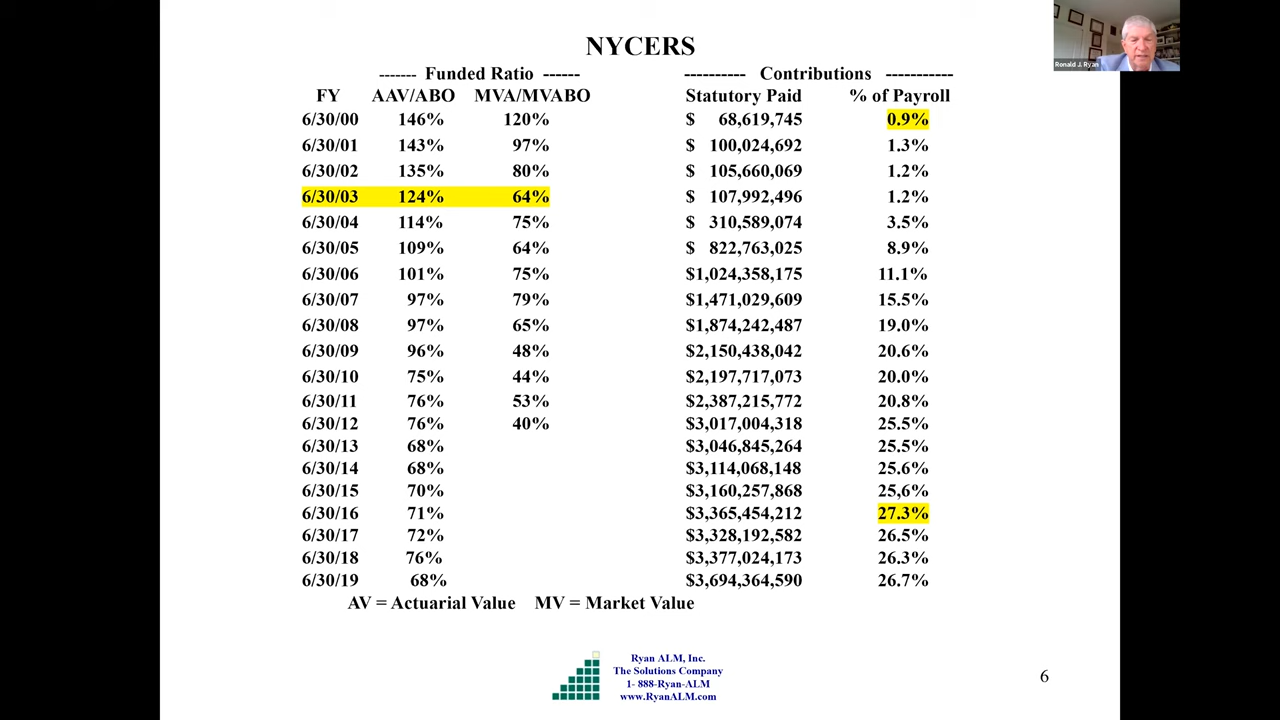 NYCERS
------- Funded Ratio ------ ---------- Contributions -----------
FY AAV/ABO MVA/MVABO Statutory Paid % of Payroll
6/30/00 146% 120% $ 68,619,745 0.9%
6/30/01 143% 97% $ 100,024,692 1.3%
6/30/02 135% 80% $ 105,660,069 1.2%
6/30/03 124% 64% $ 107,992,496 1.2%
6/30/04 114% 75% $ 310,589,074 3.5%
6/30/05 109% 64% $ 822,763,025 8.9%
6/30/06 101% 75% $1,024,358,175 11.1%
6/30/07 97% 79% $1,471,029,609 15.5%
6/30/08 97% 65% $1,874,242,487 19.0%
6/30/09 96% 48% $2,150,438,042 20.6%
6/30/10 75% 44% $2,197,717,073 20.0%
6/30/11 76% 53% $2,387,215,772 20.8%
6/30/12 76% 40% $3,017,004,318 25.5%
6/30/13 68% $3,046,845,264 25.5%
6/30/14 68% $3,114,068,148 25.6%
6/30/15 70% $3,160,257,868 25,6%
6/30/16 71% $3,365,454,212 27.3%
6/30/17 72% $3,328,192,582 26.5%
6/30/18 76% $3,377,024,173 26.3%
6/30/19 68% $3,694,364,590 26.7%
AV = Actuarial Value MV = Market Value
Ryan ALM, Inc.
The Solutions Company
1- 888-Ryan-ALM
www.RyanALM.com
6
Ronald J. Ryan